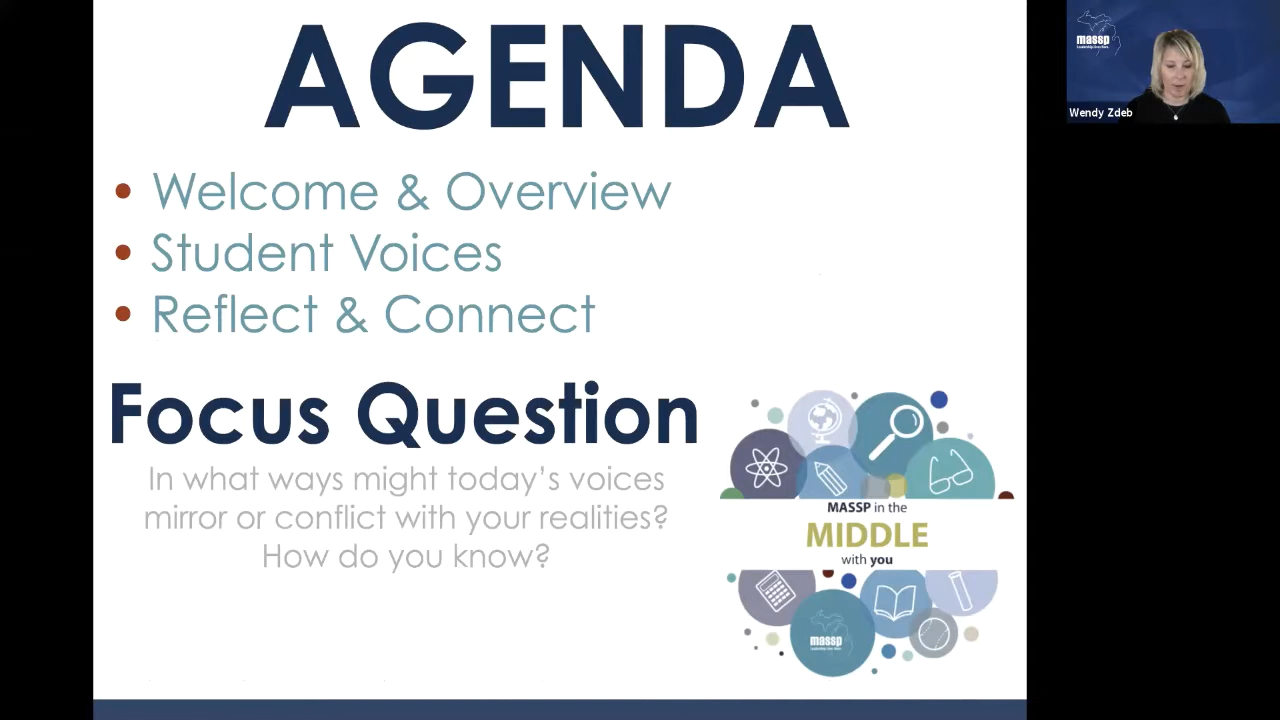 AGENDA
• Welcome & Overview
• Student Voices
• Reflect & Connect
Focus Question
In what ways might today's voices
mirror or conflict with your realities?
How do you know?
MASSP in the
MIDDLE
with you
massp
massp
Wendy Zdeb